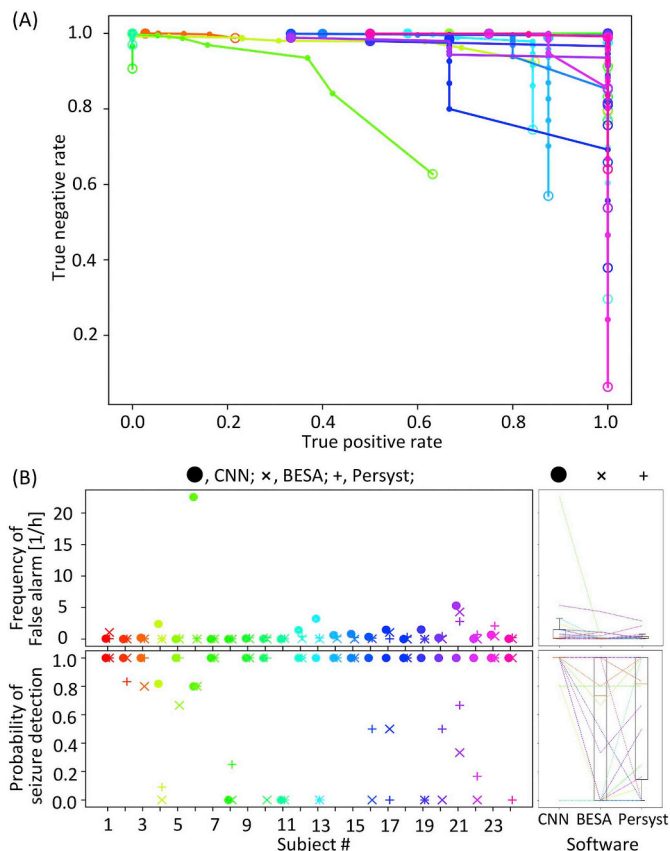 (A)
True negative rate
1.0
0.8
0.6
0.4
0.2
0.0
0.2
0.4
0.6
0.8
1.0
True positive rate
(B)
, CNN; ×, BESA; +, Persyst;
× +
Frequency of
False alarm [1/h]
20
15
10
5
0
Probability of
seizure detection
1.0
0.8
0.6
0.4
0.2
0.0
1 3 5 7 9 11 13 15 17 19 21 23
Subject #
CNN BESA Persyst
Software